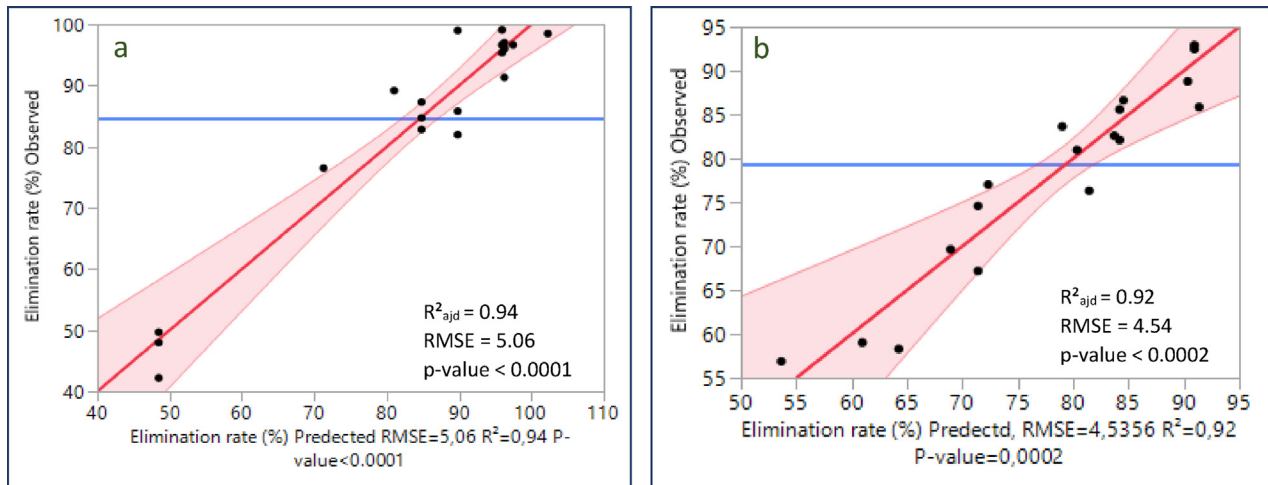 a
Elimination rate (%) Observed
100
90
80
70
60
50
40
R²ajd = 0.94
RMSE = 5.06
p-value < 0.0001
40 50 60 70 80 90 100 110
Elimination rate (%) Predected RMSE=5,06 R²=0,94 P-
value<0.0001
b
Elimination rate (%) Observed
95
90
85
80
75
70
65
60
55
R²ajd = 0.92
RMSE = 4.54
p-value < 0.0002
50 55 60 65 70 75 80 85 90 95
Elimination rate (%) Predectd, RMSE=4,5356 R²=0,92
P-value=0,0002